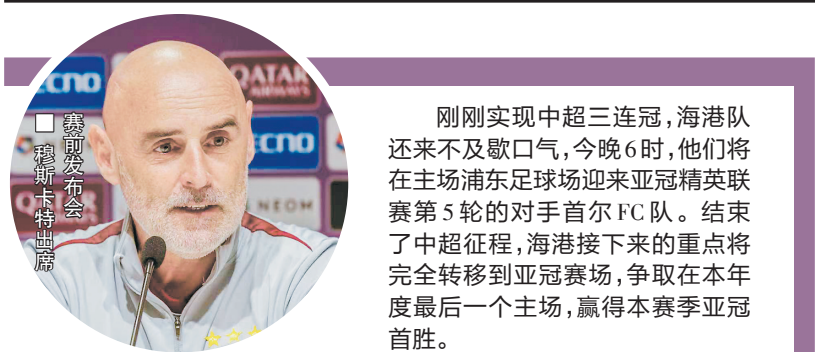 CNO
QATAR
AIRWAYS
CNO
NEOM
■ 穆斯卡特出席
赛前发布会
刚刚实现中超三连冠，海港队
还来不及歇口气，今晚6时，他们将
在主场浦东足球场迎来亚冠精英联
赛第5轮的对手首尔FC队。结束
了中超征程，海港接下来的重点将
完全转移到亚冠赛场，争取在本年
度最后一个主场，赢得本赛季亚冠
首胜。